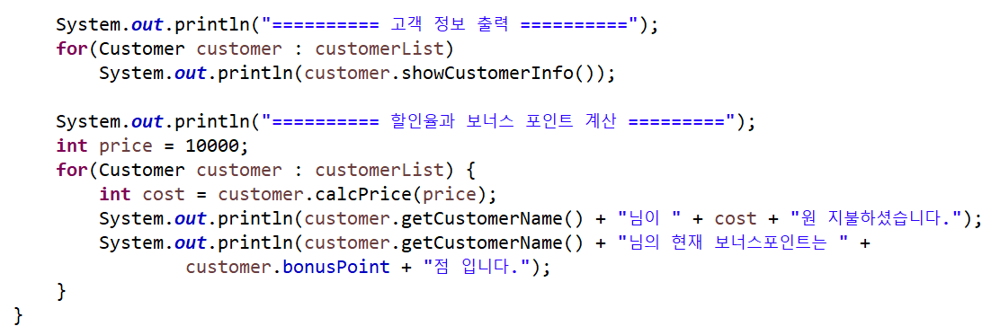 System.out.println("========== 고객 정보 출력 ==========");
for(Customer customer : customerList)
System.out.println(customer.showCustomerInfo());
System.out.println("========== 할인율과 보너스 포인트 계산 =========");
int price = 10000;
for(Customer customer : customerList) {
int cost = customer.calcPrice(price);
System.out.println(customer.getCustomerName() + "님이 " + cost + "원 지불하셨습니다.");
System.out.println(customer.getCustomerName() + "님의 현재 보너스포인트는 " +
customer.bonusPoint + "점 입니다.");
}
}